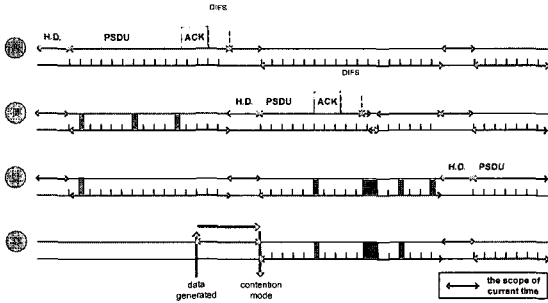 DIFS
H.D. PSDU ACK
DIFS
H.D. PSDU ACK
H.D. PSDU
data generated
contention mode
the scope of current time